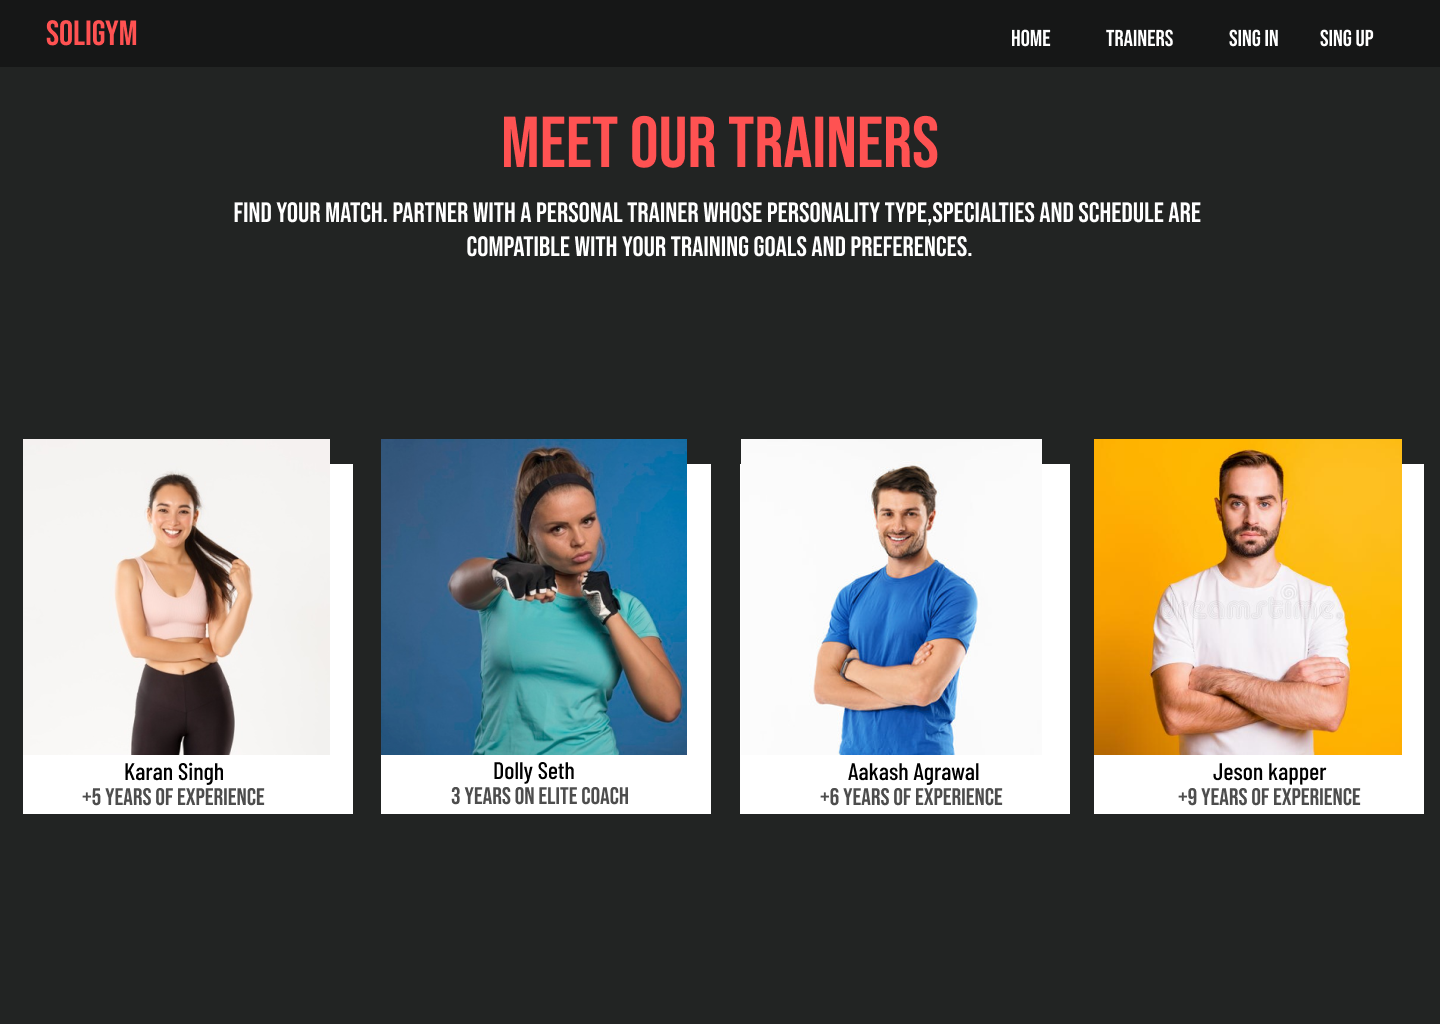 SOLIGYM
HOME TRAINERS SING IN SING UP
MEET OUR TRAINERS
FIND YOUR MATCH. PARTNER WITH A PERSONAL TRAINER WHOSE PERSONALITY TYPE,SPECIALTIES AND SCHEDULE ARE
COMPATIBLE WITH YOUR TRAINING GOALS AND PREFERENCES.
Karan Singh
+5 YEARS OF EXPERIENCE
Dolly Seth
3 YEARS ON ELITE COACH
Aakash Agrawal
+6 YEARS OF EXPERIENCE
Jeson kapper
+9 YEARS OF EXPERIENCE